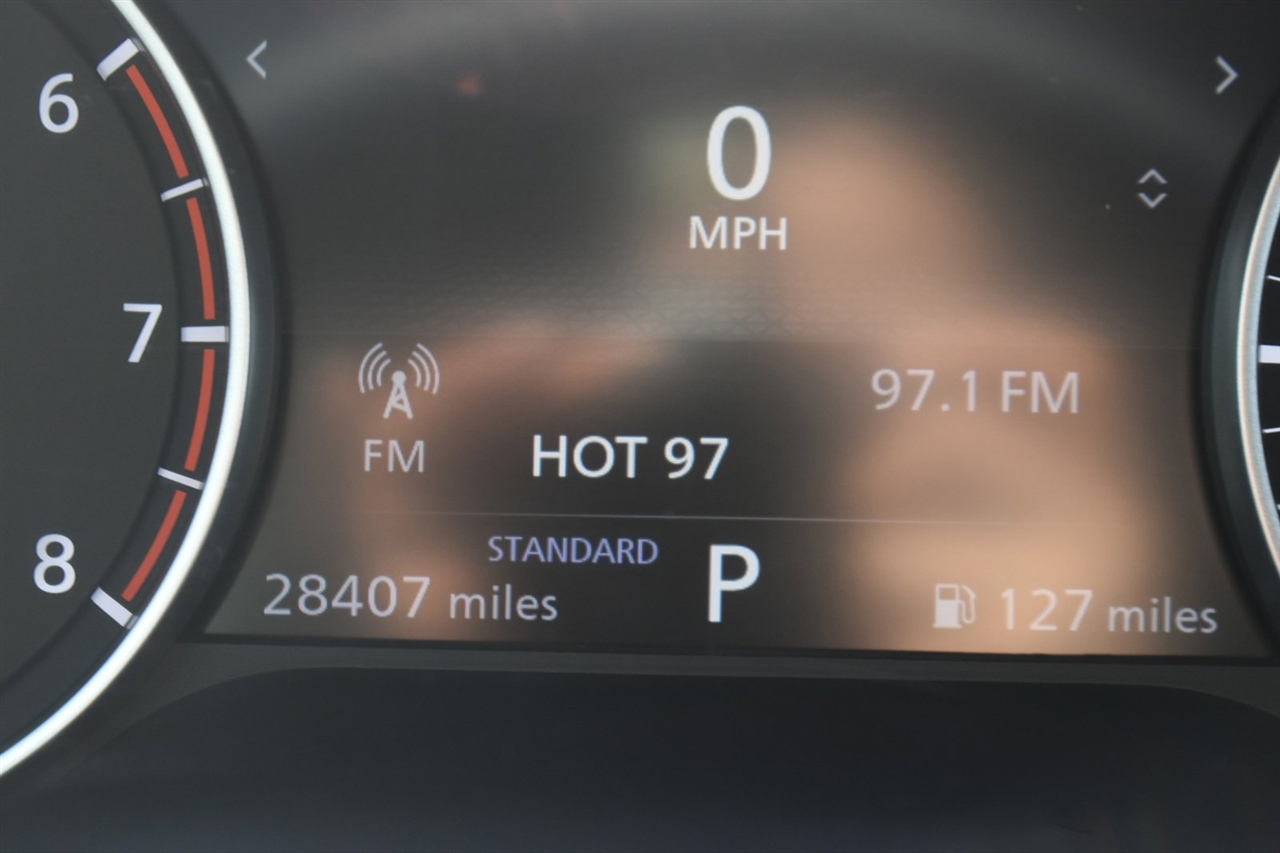 6
7
8
0
MPH
97.1 FM
FM
HOT 97
STANDARD
P
28407 miles
127 miles